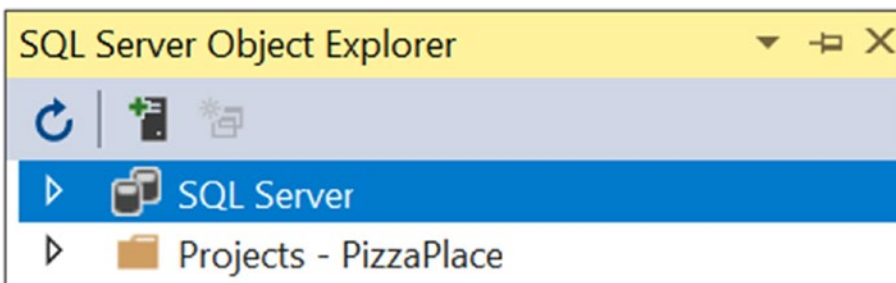 SQL Server Object Explorer
SQL Server
Projects - PizzaPlace